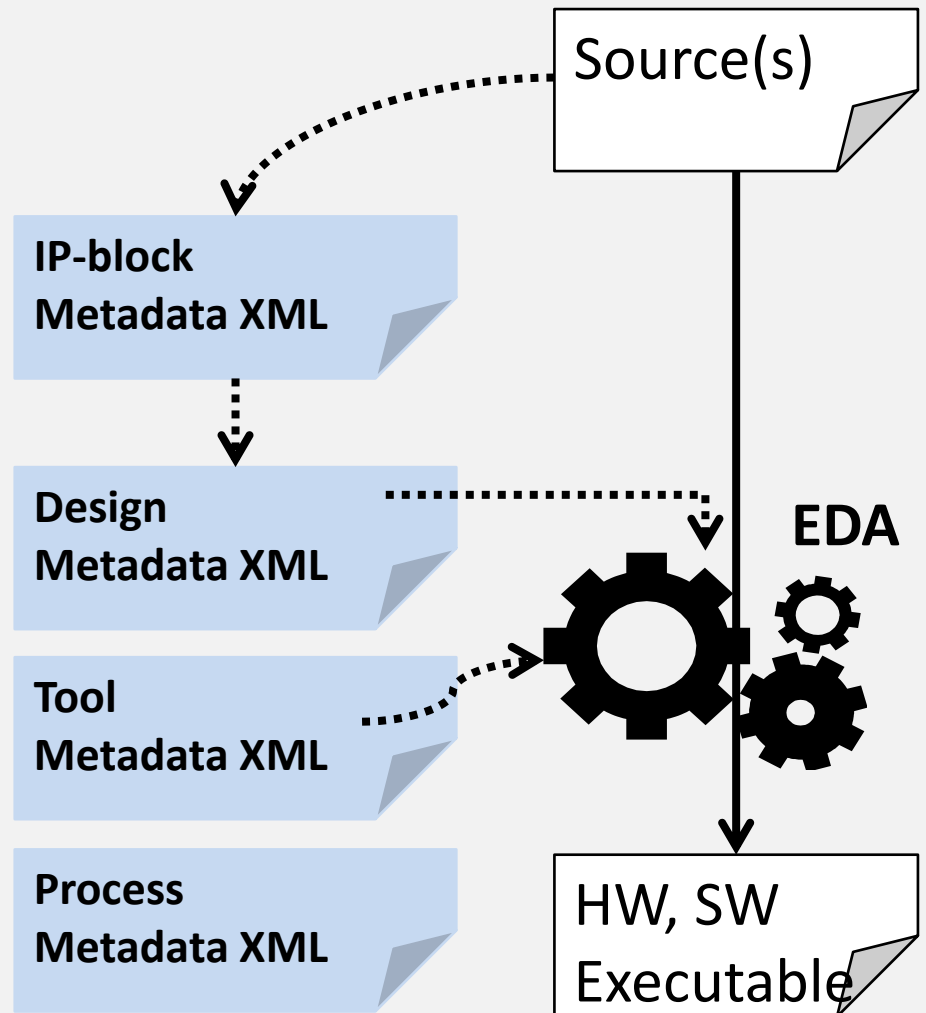 Source(s)
IP-block
Metadata XML
Design
Metadata XML
EDA
Tool
Metadata XML
Process
Metadata XML
HW, SW
Executable